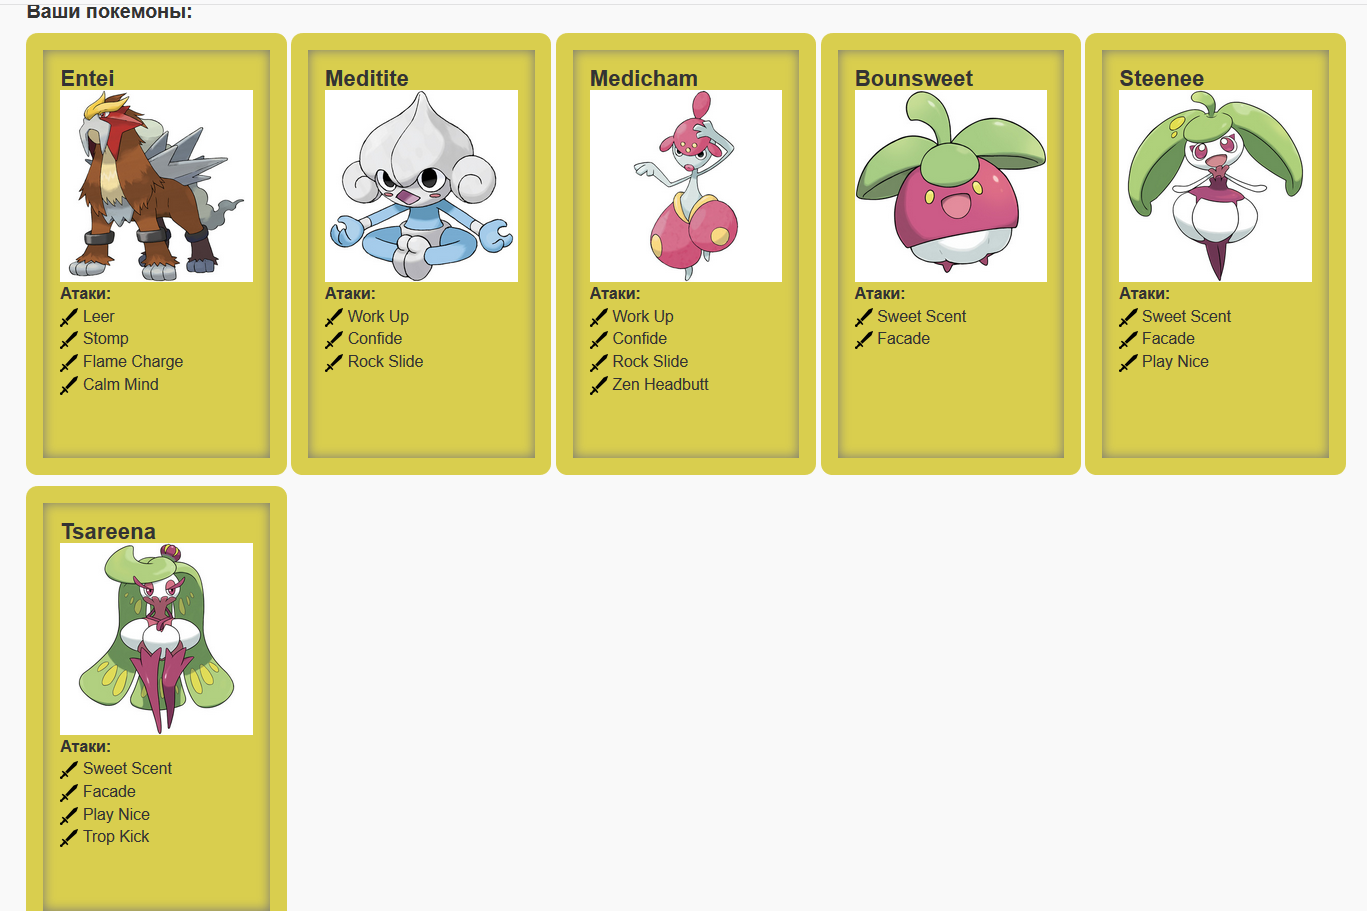 Ваши покемоны:
Entei
Атаки:
Leer
Stomp
Flame Charge
Calm Mind
Meditite
Атаки:
Work Up
Confide
Rock Slide
Medicham
Атаки:
Work Up
Confide
Rock Slide
Zen Headbutt
Bounsweet
Атаки:
Sweet Scent
Facade
Steenee
Атаки:
Sweet Scent
Facade
Play Nice
Tsareena
Атаки:
Sweet Scent
Facade
Play Nice
Trop Kick